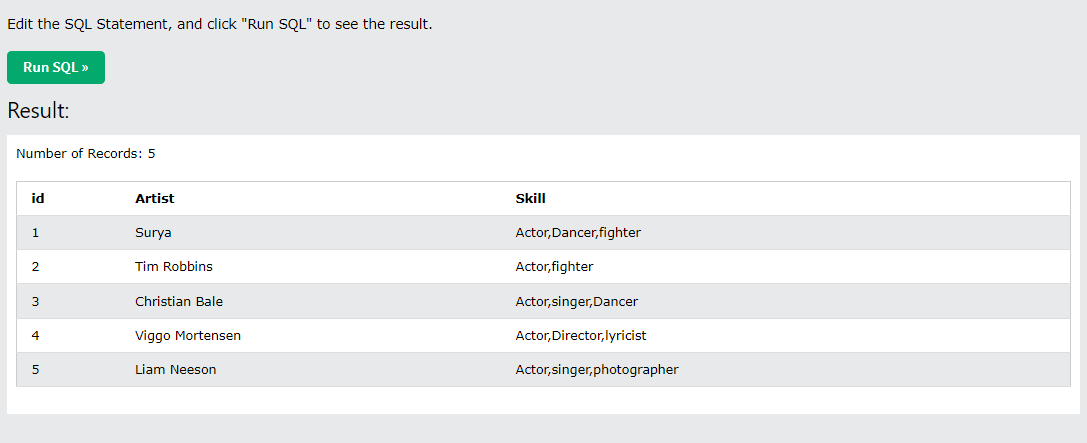 Edit the SQL Statement, and click "Run SQL" to see the result.
Run SQL »
Result:
Number of Records: 5
id Artist Skill
1 Surya Actor,Dancer,fighter
2 Tim Robbins Actor,fighter
3 Christian Bale Actor,singer,Dancer
4 Viggo Mortensen Actor,Director,lyricist
5 Liam Neeson Actor,singer,photographer